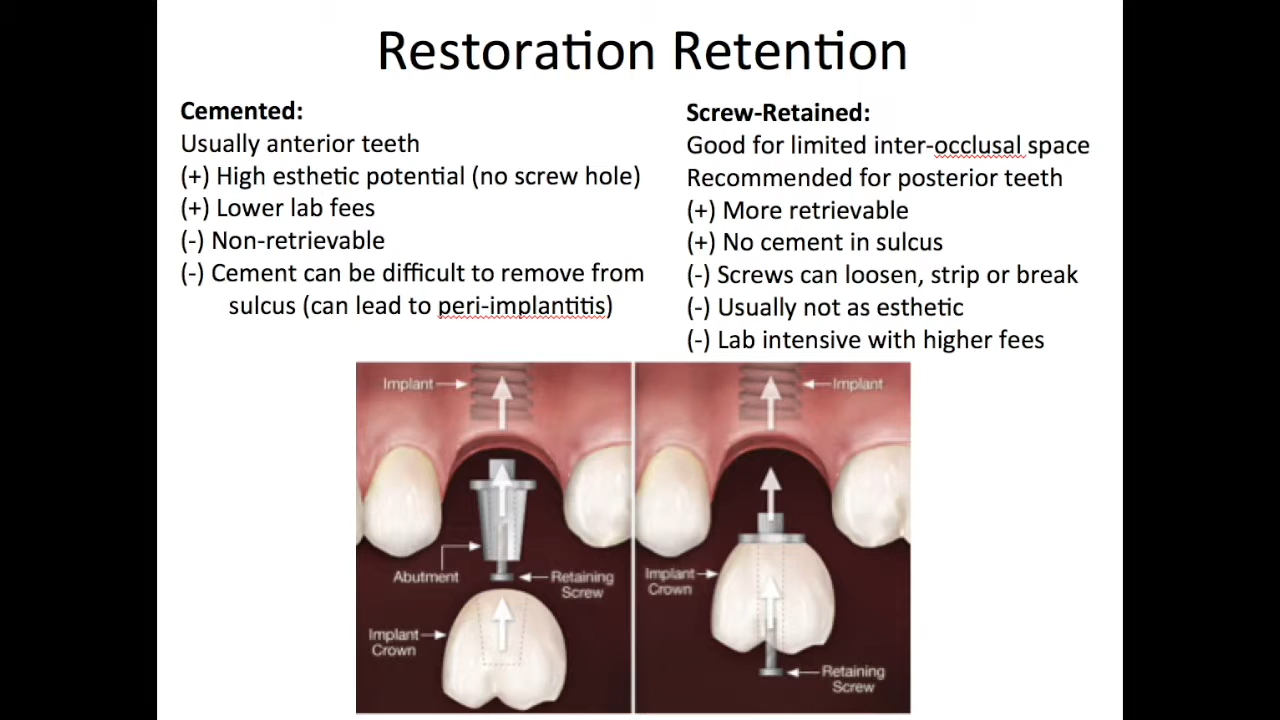 Restoration Retention
Cemented:
Usually anterior teeth
(+) High esthetic potential (no screw hole)
(+) Lower lab fees
(-) Non-retrievable
(-) Cement can be difficult to remove from
sulcus (can lead to peri-implantitis)
Screw-Retained:
Good for limited inter-occlusal space
Recommended for posterior teeth
(+) More retrievable
(+) No cement in sulcus
(-) Screws can loosen, strip or break
(-) Usually not as esthetic
(-) Lab intensive with higher fees
Implant
Abutment
Retaining
Screw
Implant
Crown
Implant
Implant
Crown
Retaining
Screw